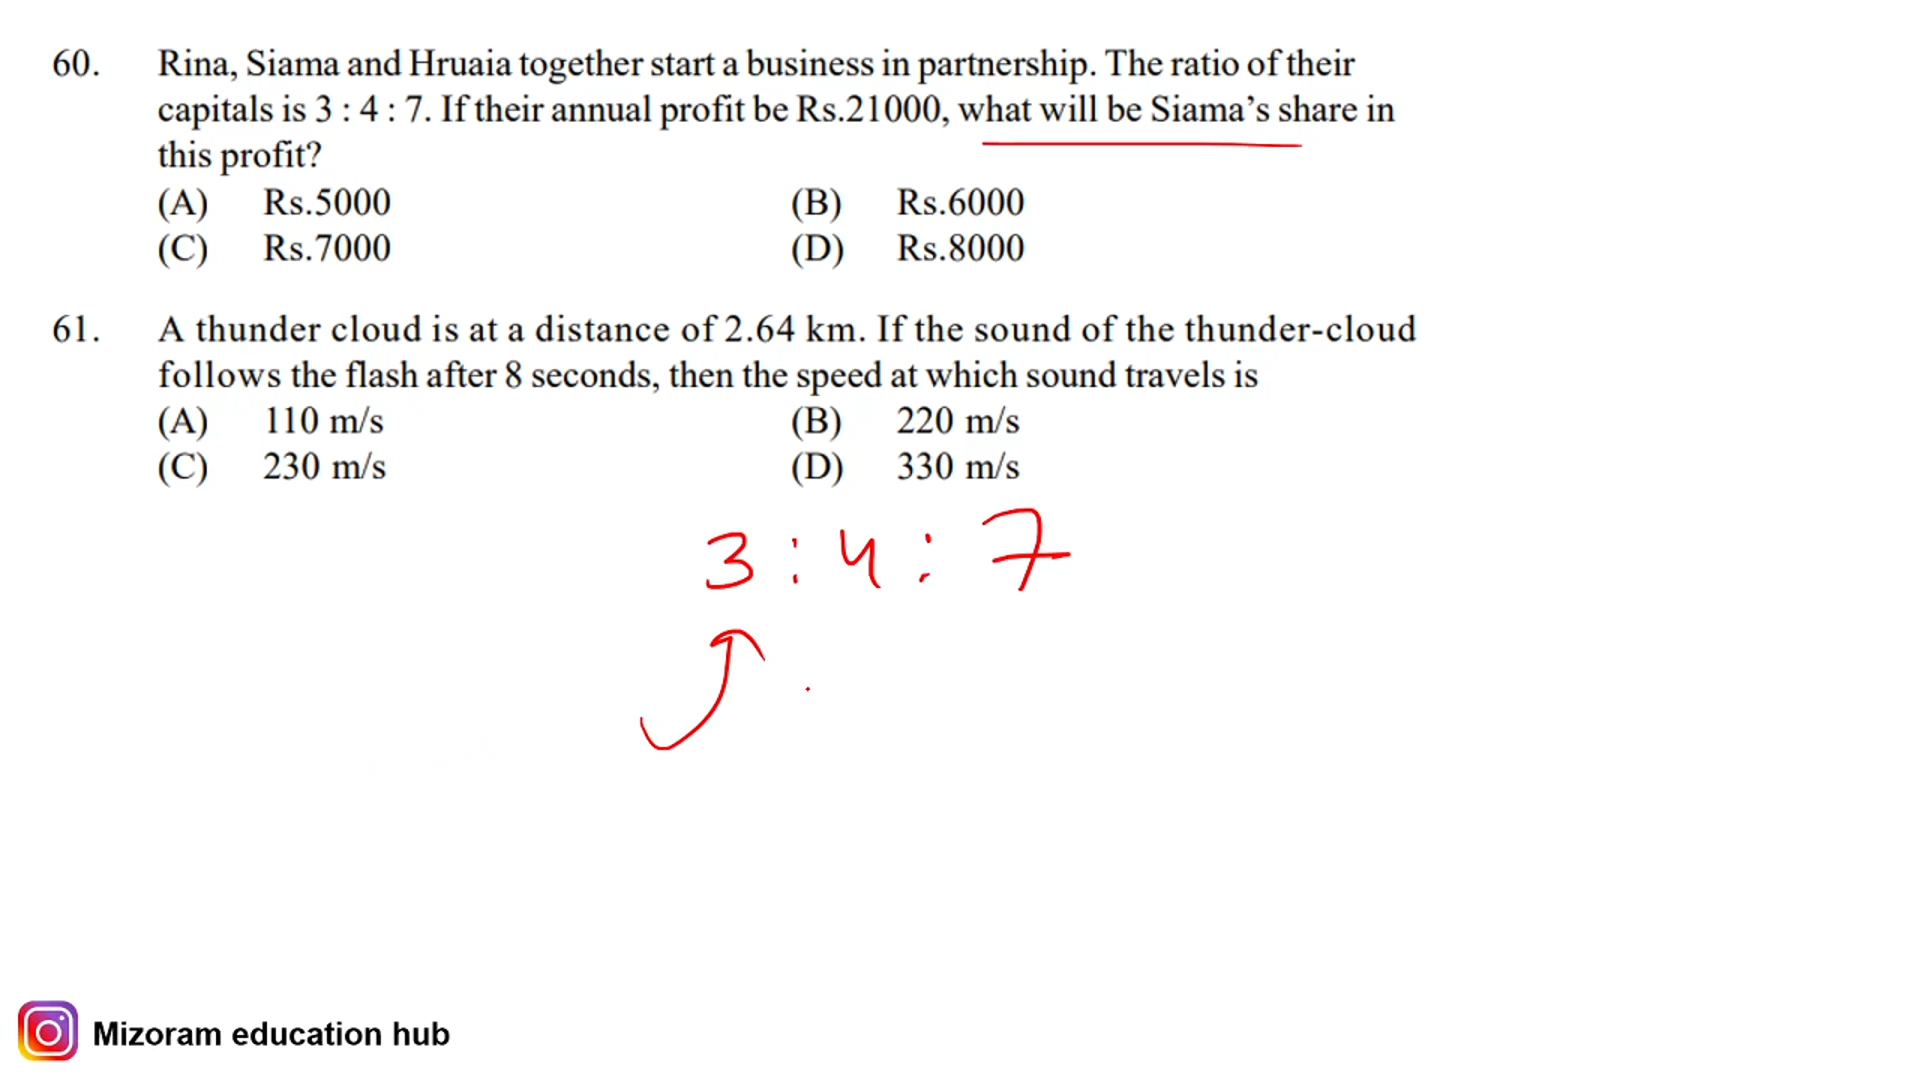 60. Rina, Siama and Hruaia together start a business in partnership. The ratio of their
capitals is 3 : 4 : 7. If their annual profit be Rs.21000, what will be Siama’s share in
this profit?
(A) Rs.5000 (B) Rs.6000
(C) Rs.7000 (D) Rs.8000
61. A thunder cloud is at a distance of 2.64 km. If the sound of the thunder-cloud
follows the flash after 8 seconds, then the speed at which sound travels is
(A) 110 m/s (B) 220 m/s
(C) 230 m/s (D) 330 m/s
3 : 4 : 7
Mizoram education hub